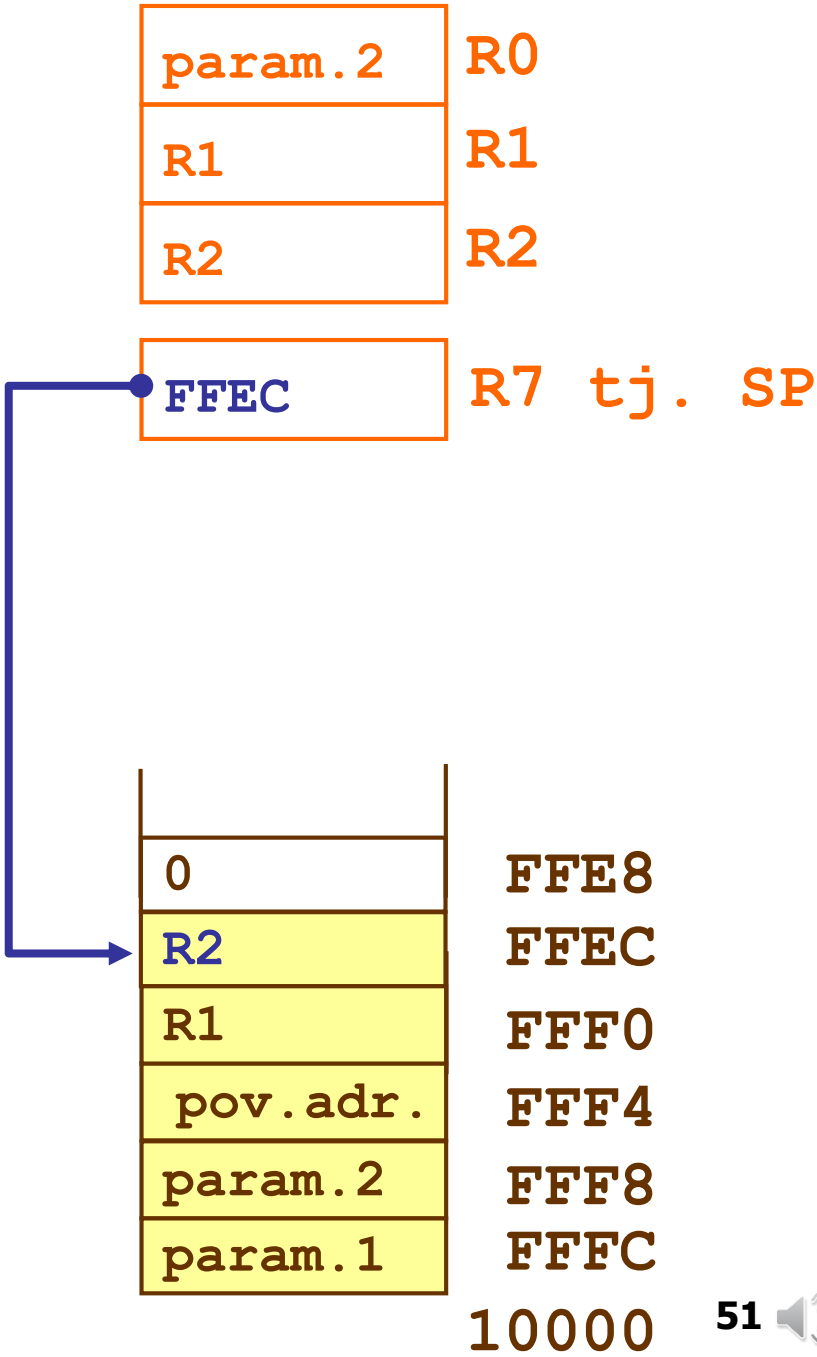 param.2 R0
R1 R1
R2 R2
FFEC R7 tj. SP
0 FFE8
R2 FFEC
R1 FFF0
pov.adr. FFF4
param.2 FFF8
param.1 FFFC
10000
51